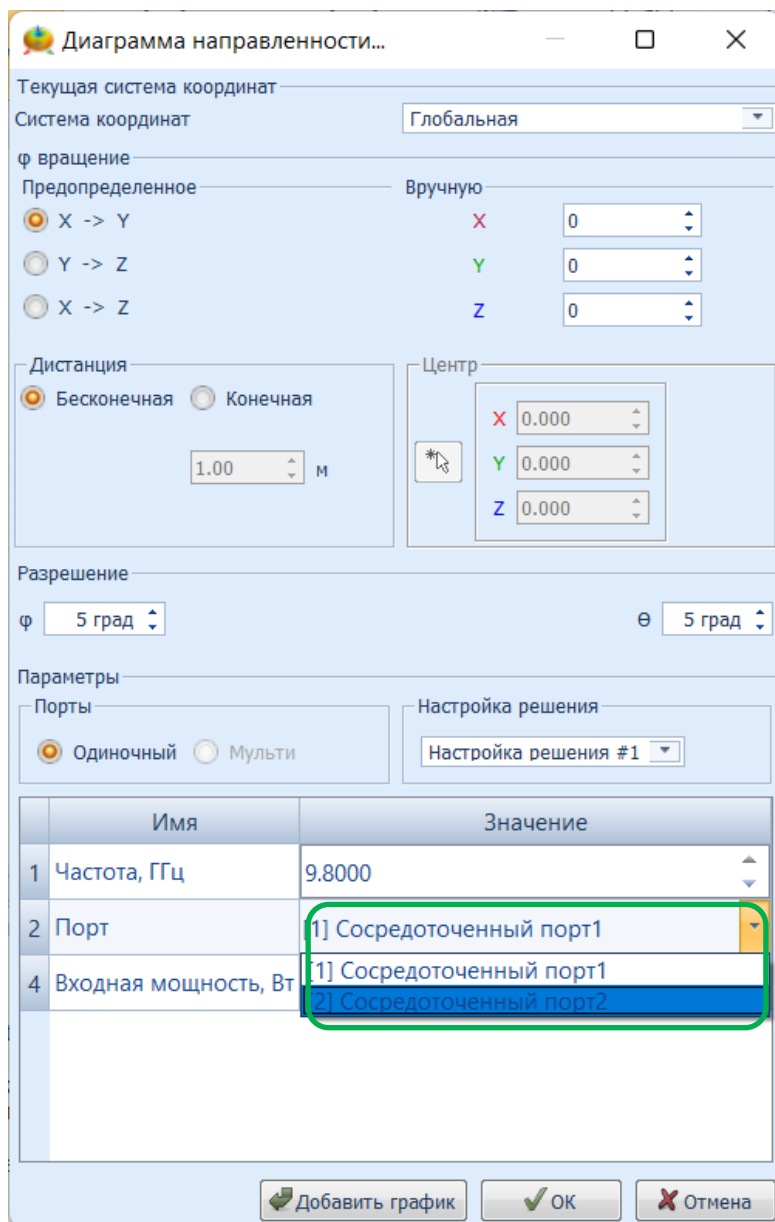 Диаграмма направленности...
Текущая система координат
Система координат Глобальная
φ вращение
Предопределенное Вручную
X -> Y X 0
Y -> Z Y 0
X -> Z Z 0
Дистанция Центр
Бесконечная Конечная
X 0.000
1.00 м Y 0.000
Z 0.000
Разрешение
φ 5 град θ 5 град
Параметры
Порты Настройка решения
Одиночный Мульти Настройка решения #1
Имя Значение
1 Частота, ГГц 9.8000
2 Порт [1] Сосредоточенный порт1
[1] Сосредоточенный порт1
4 Входная мощность, Вт
[2] Сосредоточенный порт2
Добавить график OK Отмена